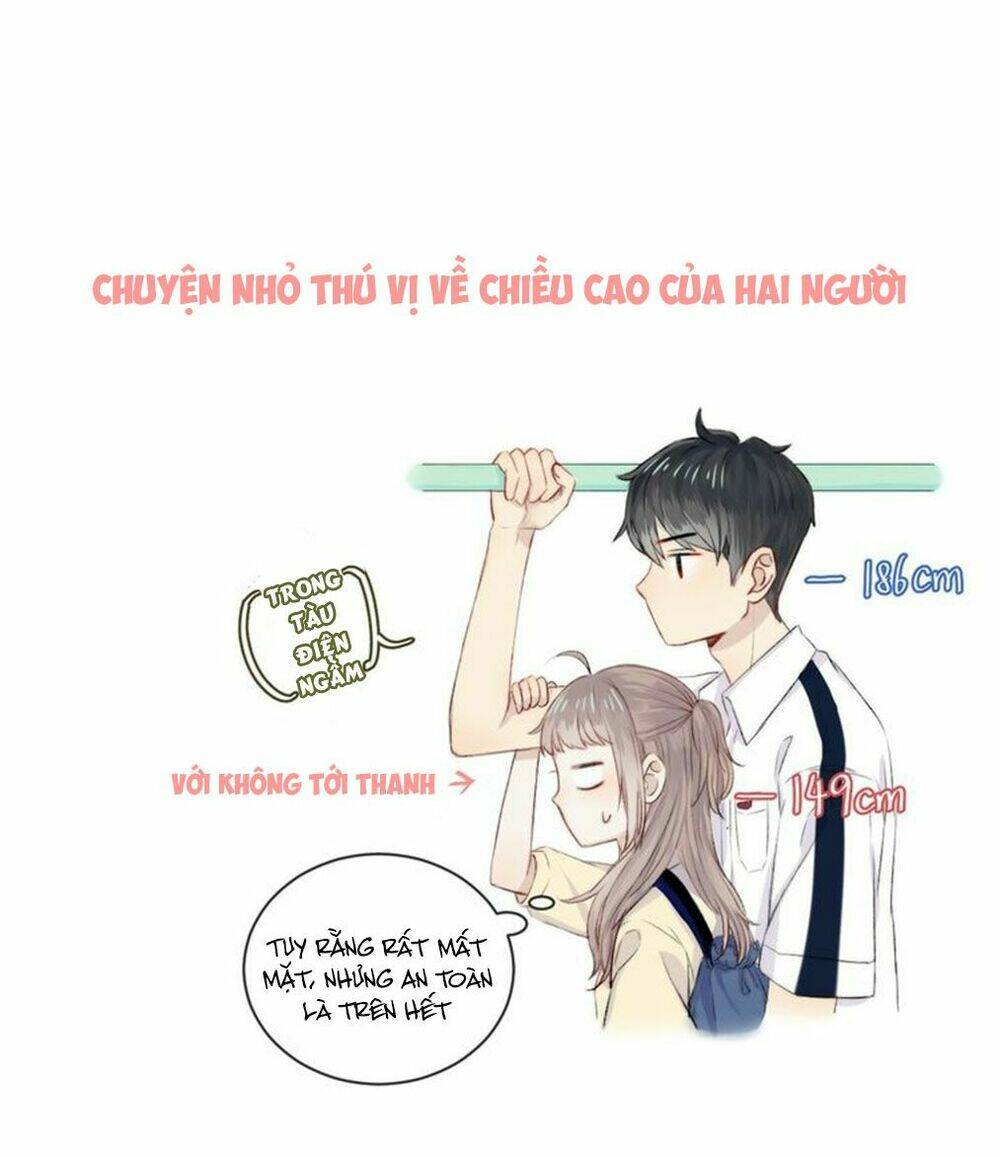 CHUYỆN NHỎ THÚ VỊ VỀ CHIỀU CAO CỦA HAI NGƯỜI
186cm
TRONG
TÀU
ĐIỆN
NGẦM
VỚI KHÔNG TỚI THANH →
149cm
TUY RẰNG RẤT MẤT
MẶT, NHƯNG AN TOÀN
LÀ TRÊN HẾT